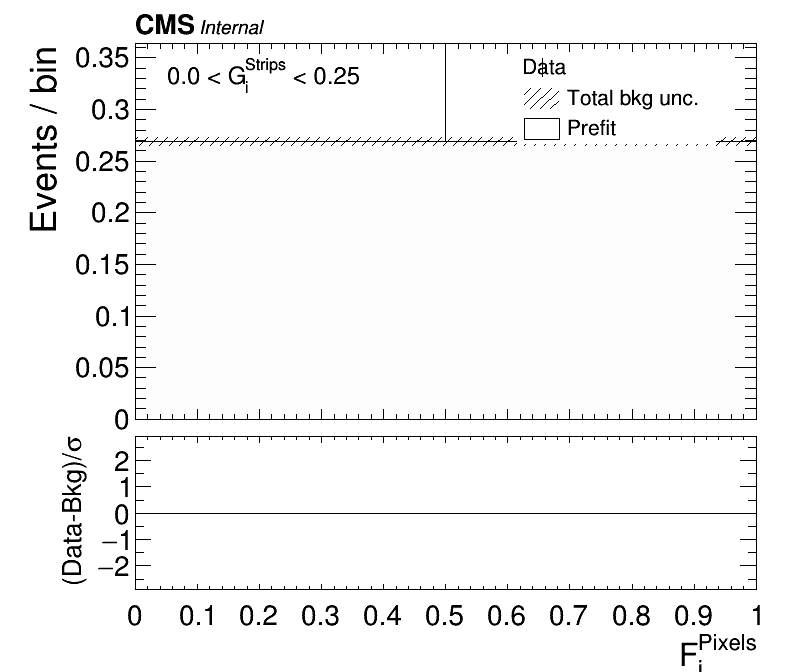 CMS Internal
0.0 < G_i^Strips < 0.25
Data
Total bkg unc.
Prefit
Events / bin
0.35
0.3
0.25
0.2
0.15
0.1
0.05
0
(Data-Bkg)/σ
2
1
0
−1
−2
0 0.1 0.2 0.3 0.4 0.5 0.6 0.7 0.8 0.9 1
F_i^Pixels